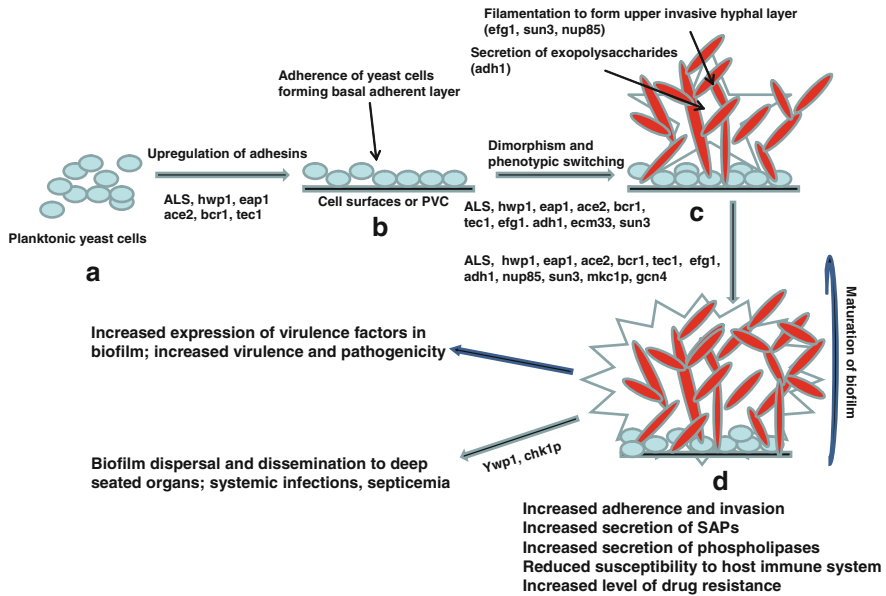 Filamentation to form upper invasive hyphal layer
(efg1, sun3, nup85)
Secretion of exopolysaccharides
(adh1)
Adherence of yeast cells
forming basal adherent layer
Upregulation of adhesins
ALS, hwp1, eap1
ace2, bcr1, tec1
Planktonic yeast cells
a
Cell surfaces or PVC
b
Dimorphism and
phenotypic switching
ALS, hwp1, eap1, ace2, bcr1,
tec1, efg1. adh1, ecm33, sun3
c
ALS, hwp1, eap1, ace2, bcr1, tec1, efg1,
adh1, nup85, sun3, mkc1p, gcn4
Maturation of biofilm
Increased expression of virulence factors in
biofilm; increased virulence and pathogenicity
Ywp1, chk1p
Biofilm dispersal and dissemination to deep
seated organs; systemic infections, septicemia
d
Increased adherence and invasion
Increased secretion of SAPs
Increased secretion of phospholipases
Reduced susceptibility to host immune system
Increased level of drug resistance